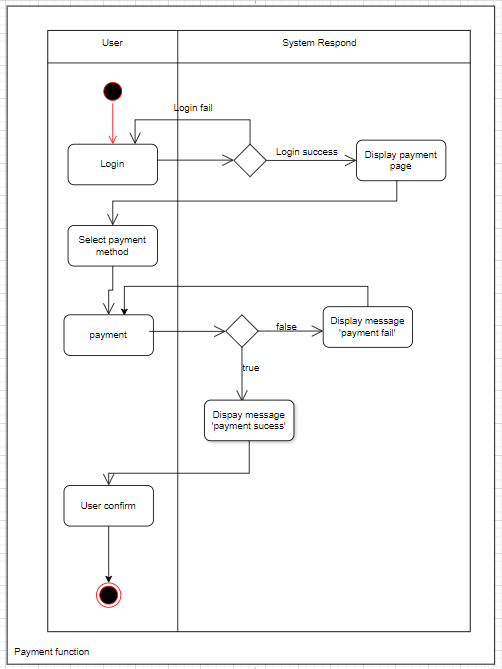 User
System Respond
Login fail
Login
Login success
Display payment
page
Select payment
method
payment
false
Display message
'payment fail'
true
Dispay message
'payment sucess'
User confirm
Payment function